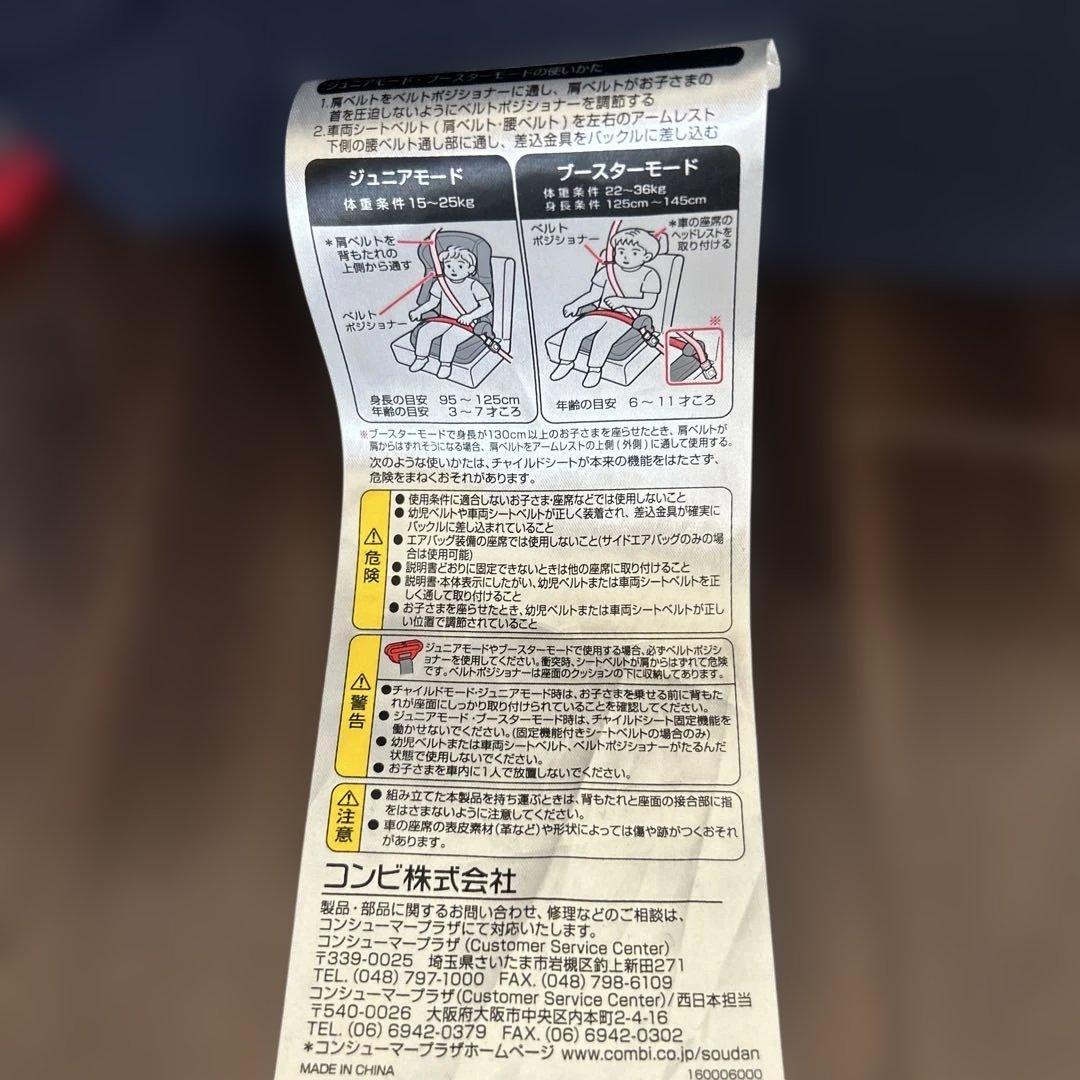 ジュニアモード・ブースターモードの使いかた
1.肩ベルトをベルトポジショナーに通し、肩ベルトがお子さまの
首を圧迫しないようにベルトポジショナーを調節する
2.車両シートベルト(肩ベルト・腰ベルト)を左右のアームレスト
下側の腰ベルト通し部に通し、差込金具をバックルに差し込む
ジュニアモード
体重条件15~25kg
*肩ベルトを
背もたれの
上側から通す
ベルト
ポジショナー
身長の目安 95~125cm
年齢の目安 3~7才ころ
ブースターモード
体重条件 22~36kg
身長条件 125cm~145cm
ベルト
ポジショナー
*車の座席の
ヘッドレストを
取り付ける
※
年齢の目安 6~11才ころ
※ブースターモードで身長が130cm以上のお子さまを座らせたとき、肩ベルトが
肩からはずれそうになる場合、肩ベルトをアームレストの上側(外側)に通して使用する。
次のような使いかたは、チャイルドシートが本来の機能をはたさず、
危険をまねくおそれがあります。
危険
●使用条件に適合しないお子さま・座席などでは使用しないこと
●幼児ベルトや車両シートベルトが正しく装着され、差込金具が確実に
バックルに差し込まれていること
●エアバッグ装備の座席では使用しないこと(サイドエアバッグのみの場
合は使用可能)
●説明書どおりに固定できないときは他の座席に取り付けること
●説明書・本体表示にしたがい、幼児ベルトまたは車両シートベルトを正
しく通して取り付けること
●お子さまを座らせたとき、幼児ベルトまたは車両シートベルトが正し
い位置で調節されていること
警告
ジュニアモードやブースターモードで使用する場合、必ずベルトポジシ
ョナーを使用してください。衝突時、シートベルトが肩からはずれて危険
です。ベルトポジショナーは座面のクッションの下に収納してあります。
●チャイルドモード・ジュニアモード時は、お子さまを乗せる前に背もた
れが座面にしっかり取り付けられていることを確認してください。
●ジュニアモード・ブースターモード時は、チャイルドシート固定機能を
働かせないでください。(固定機能付きシートベルトの場合のみ)
●幼児ベルトまたは車両シートベルト、ベルトポジショナーがたるんだ
状態で使用しないでください。
●お子さまを車内に1人で放置しないでください。
注意
●組み立てた本製品を持ち運ぶときは、背もたれと座面の接合部に指
をはさまないように注意してください。
●車の座席の表皮素材(革など)や形状によっては傷や跡がつくおそれ
があります。
コンビ株式会社
製品・部品に関するお問い合わせ、修理などのご相談は、
コンシューマープラザにて対応いたします。
コンシューマープラザ(Customer Service Center)
〒339-0025 埼玉県さいたま市岩槻区釣上新田271
TEL.(048)797-1000 FAX.(048)798-6109
コンシューマープラザ(Customer Service Center)/西日本担当
〒540-0026 大阪府大阪市中央区内本町2-4-16
TEL.(06)6942-0379 FAX.(06)6942-0302
*コンシューマープラザホームページ www.combi.co.jp/soudan
MADE IN CHINA 160006000